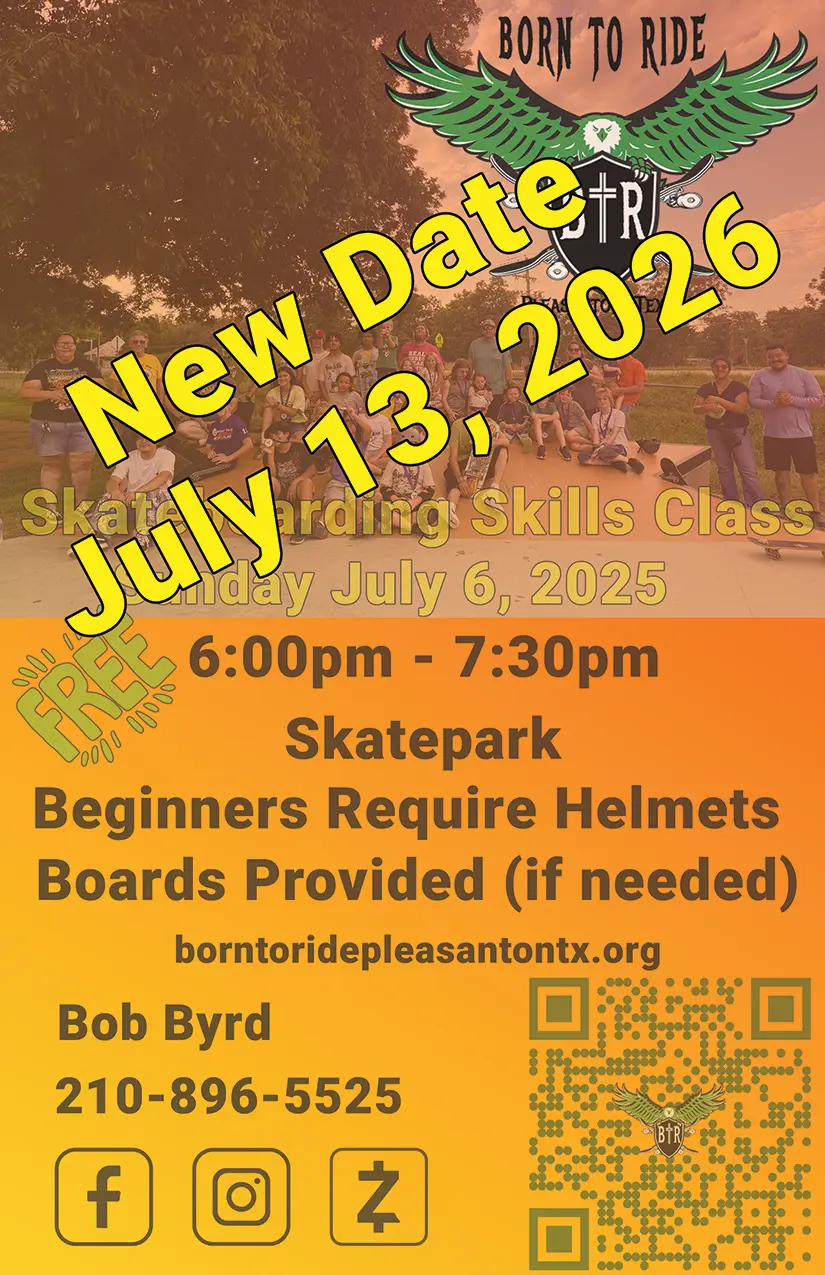 BORN TO RIDE
B R
New Date
July 13, 2026
Skateboarding Skills Class
Sunday July 6, 2025
FREE
6:00pm - 7:30pm
Skatepark
Beginners Require Helmets
Boards Provided (if needed)
borntoridepleasantontx.org
Bob Byrd
210-896-5525
BTR